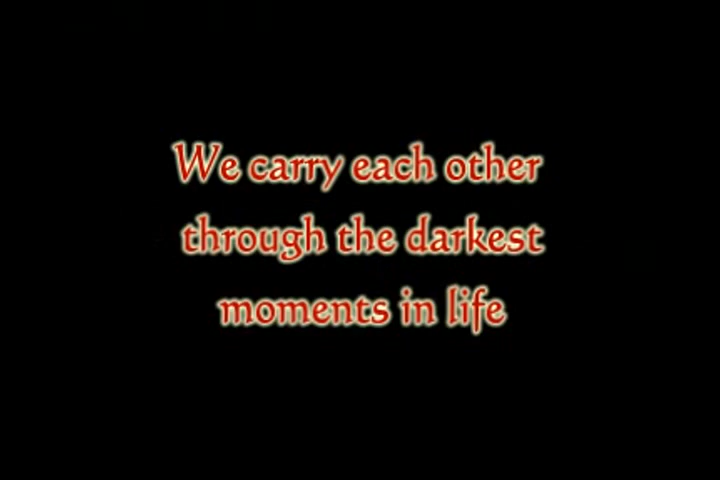 We carry each other
through the darkest
moments in life